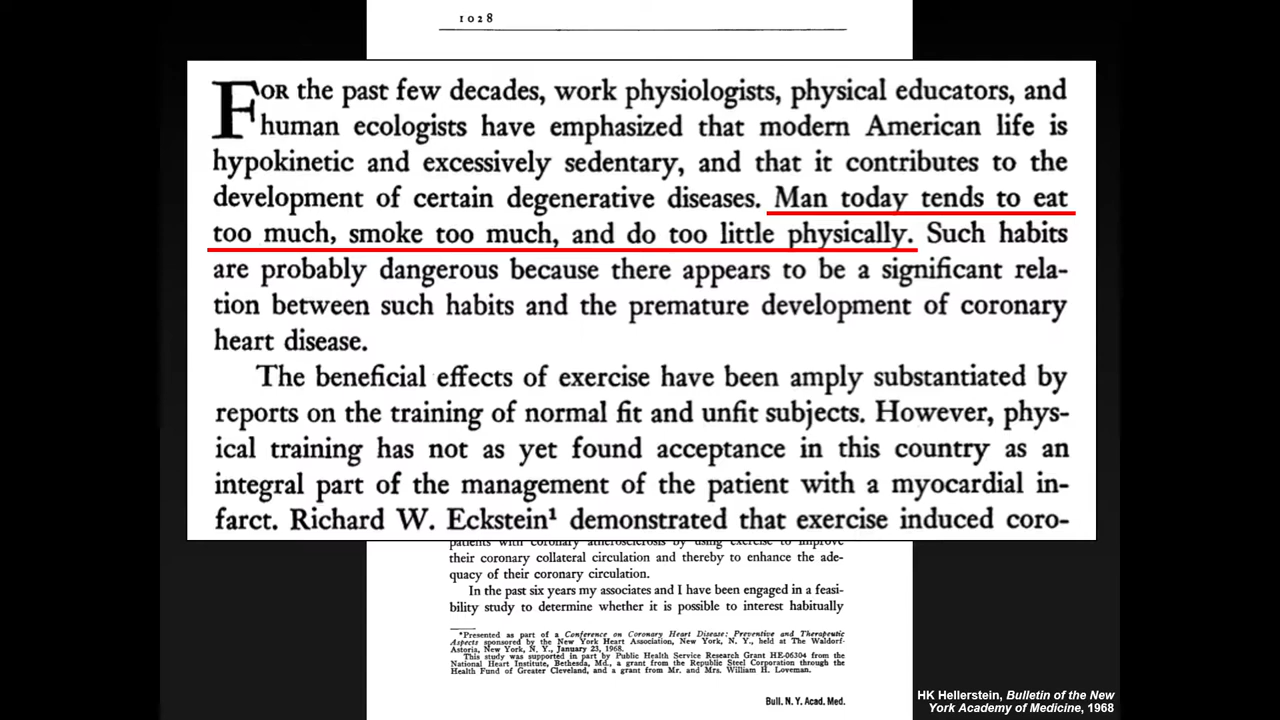 1028
FOR the past few decades, work physiologists, physical educators, and
human ecologists have emphasized that modern American life is
hypokinetic and excessively sedentary, and that it contributes to the
development of certain degenerative diseases. Man today tends to eat
too much, smoke too much, and do too little physically. Such habits
are probably dangerous because there appears to be a significant rela-
tion between such habits and the premature development of coronary
heart disease.
The beneficial effects of exercise have been amply substantiated by
reports on the training of normal fit and unfit subjects. However, phys-
ical training has not as yet found acceptance in this country as an
integral part of the management of the patient with a myocardial in-
farct. Richard W. Eckstein¹ demonstrated that exercise induced coro-
patients with coronary atherosclerosis by using exercise to improve
their coronary collateral circulation and thereby to enhance the ade-
quacy of their coronary circulation.
In the past six years my associates and I have been engaged in a feasi-
bility study to determine whether it is possible to interest habitually
*Presented as part of a Conference on Coronary Heart Disease: Preventive and Therapeutic
Aspects sponsored by the New York Heart Association, New York, N. Y., held at The Waldorf-
Astoria, New York, N. Y., January 23, 1968.
This study was supported in part by Public Health Service Research Grant HE-06304 from the
National Heart Institute, Bethesda, Md., a grant from the Republic Steel Corporation through the
Health Fund of Greater Cleveland, and a grant from Mr. and Mrs. William H. Loveman.
Bull. N. Y. Acad. Med.
HK Hellerstein, Bulletin of the New
York Academy of Medicine, 1968